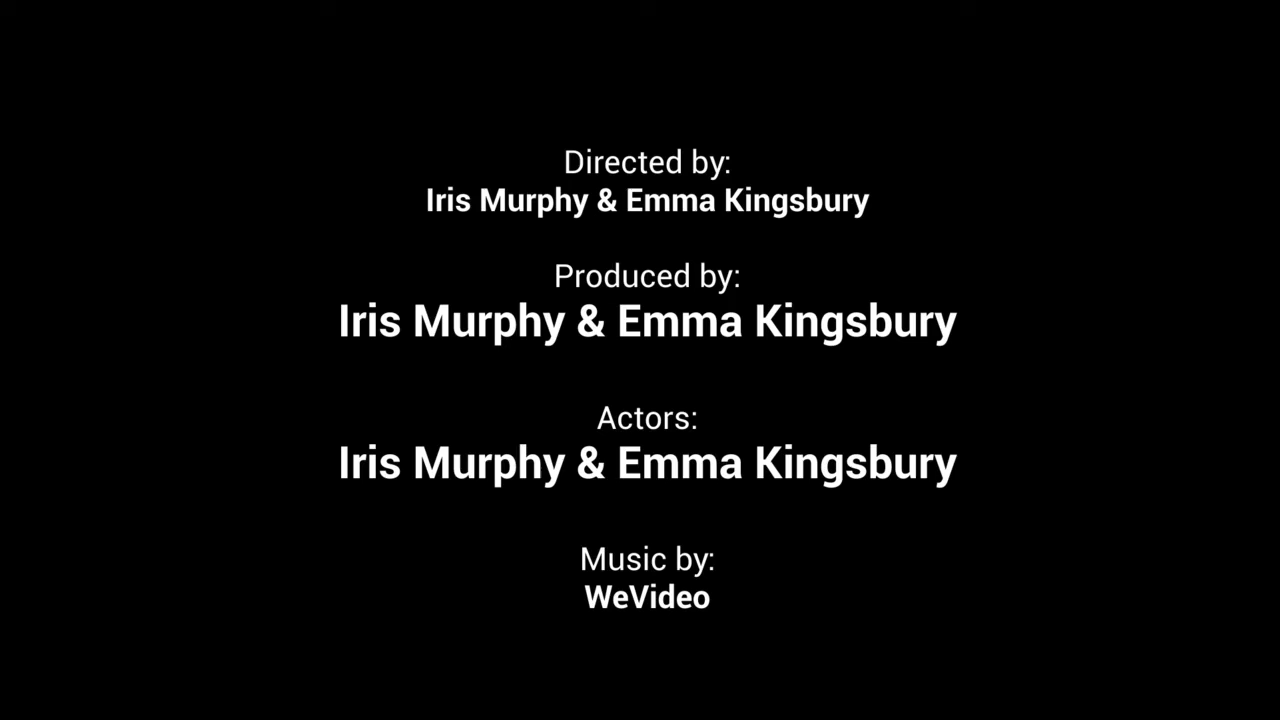 Directed by:
Iris Murphy & Emma Kingsbury
Produced by:
Iris Murphy & Emma Kingsbury
Actors:
Iris Murphy & Emma Kingsbury
Music by:
WeVideo